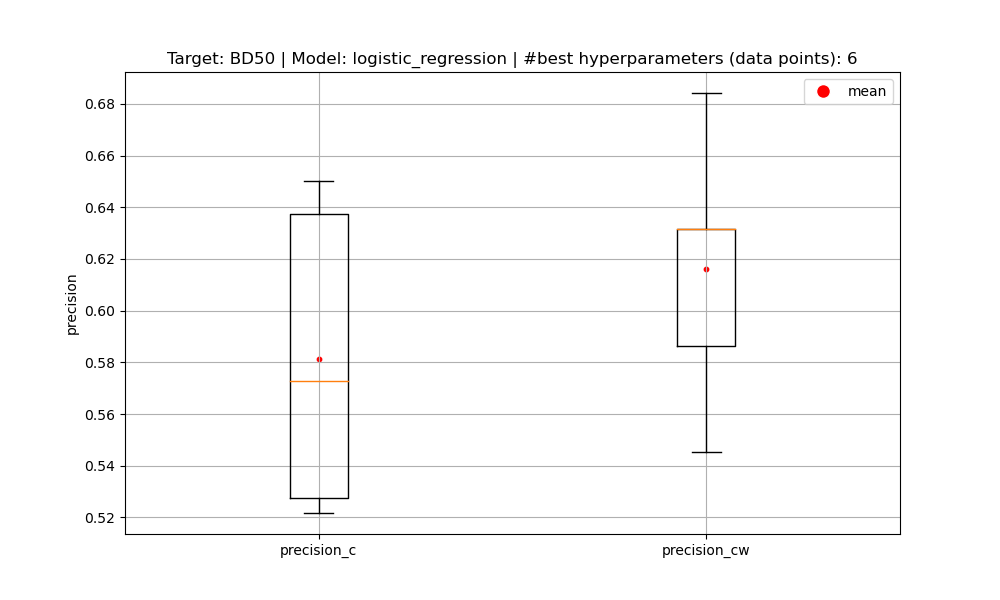 Target: BD50 | Model: logistic_regression | #best hyperparameters (data points): 6
mean
0.68
0.66
0.64
0.62
0.60
0.58
0.56
0.54
0.52
precision
precision_c
precision_cw